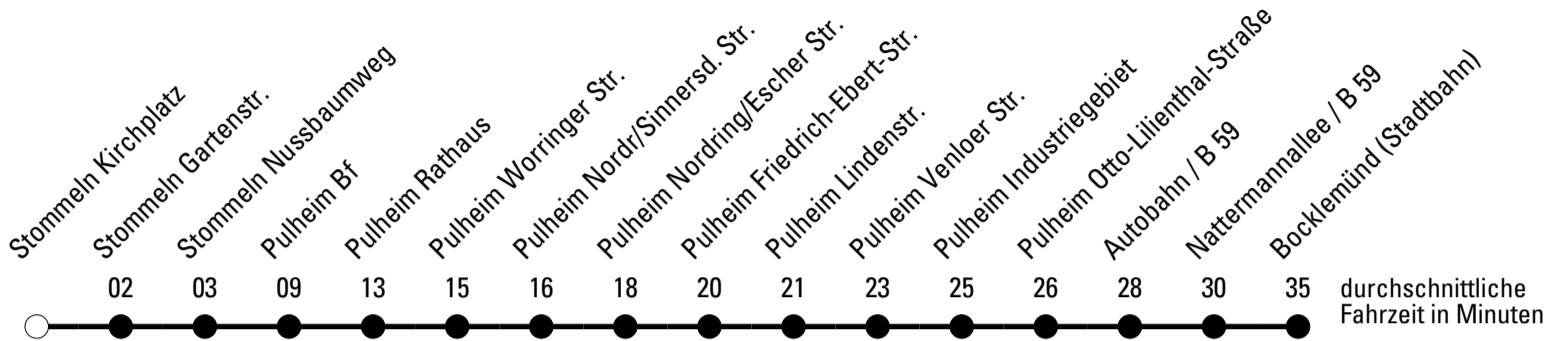 Stommeln Kirchplatz
Stommeln Gartenstr.
Stommeln Nussbaumweg
Pulheim Bf
Pulheim Rathaus
Pulheim Worringer Str.
Pulheim Nordr/Sinnersd. Str.
Pulheim Nordring/Escher Str.
Pulheim Friedrich-Ebert-Str.
Pulheim Lindenstr.
Pulheim Venloer Str.
Pulheim Industriegebiet
Pulheim Otto-Lilienthal-Straße
Autobahn / B 59
Nattermannallee / B 59
Bocklemünd (Stadtbahn)
02 03 09 13 15 16 18 20 21 23 25 26 28 30 35
durchschnittliche
Fahrzeit in Minuten